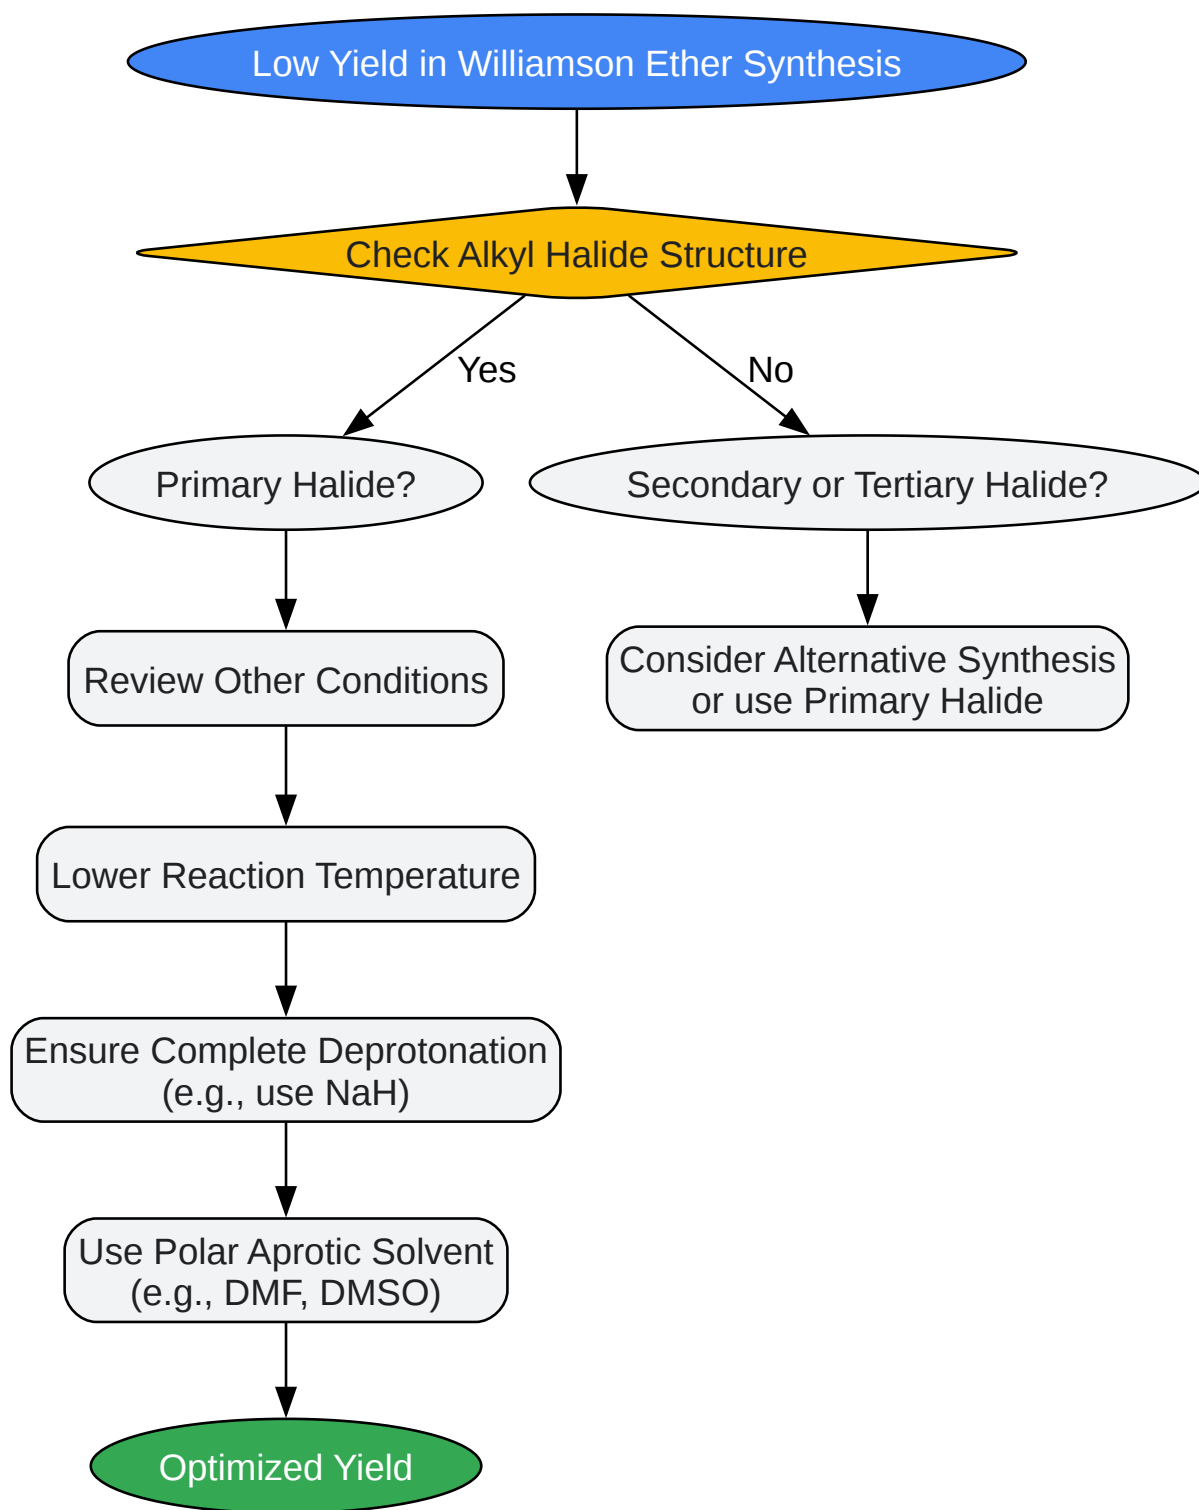 Low Yield in Williamson Ether Synthesis
Check Alkyl Halide Structure
Yes
No
Primary Halide?
Secondary or Tertiary Halide?
Review Other Conditions
Consider Alternative Synthesis
or use Primary Halide
Lower Reaction Temperature
Ensure Complete Deprotonation
(e.g., use NaH)
Use Polar Aprotic Solvent
(e.g., DMF, DMSO)
Optimized Yield